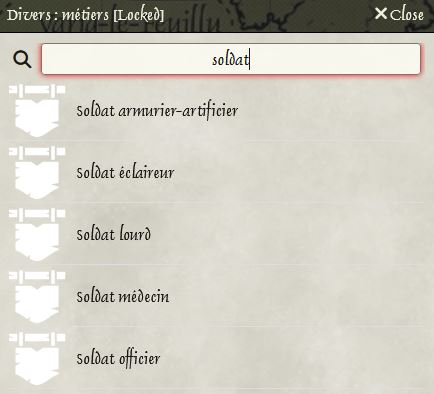 Divers : métiers [Locked]
Close
soldat
Soldat armurier-artificier
Soldat éclaireur
Soldat lourd
Soldat médecin
Soldat officier